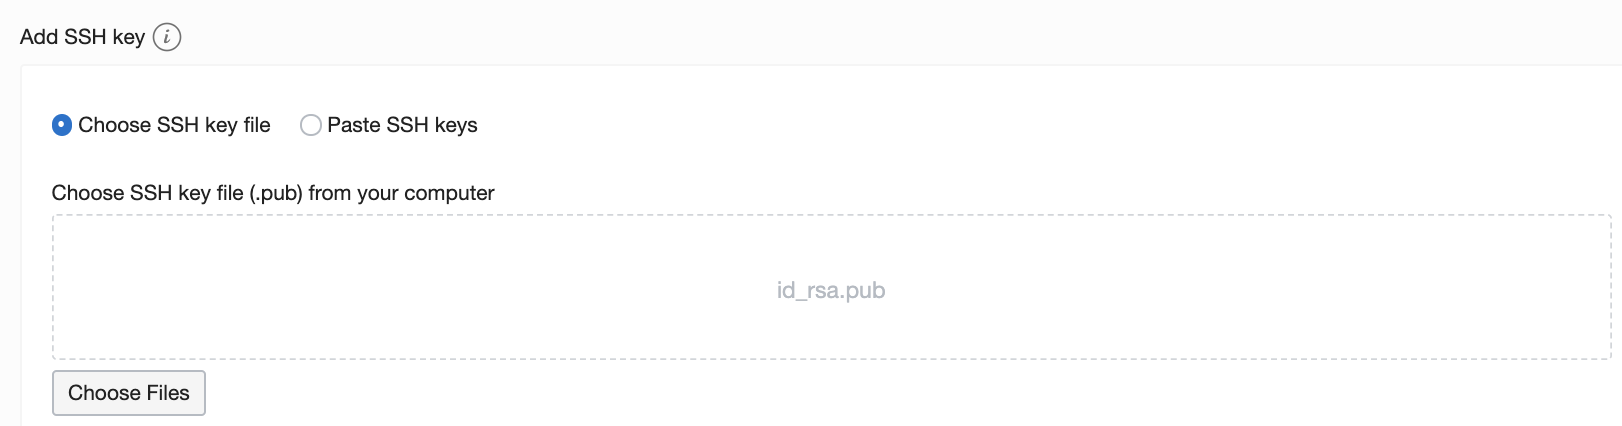 Add SSH key i
Choose SSH key file Paste SSH keys
Choose SSH key file (.pub) from your computer
id_rsa.pub
Choose Files